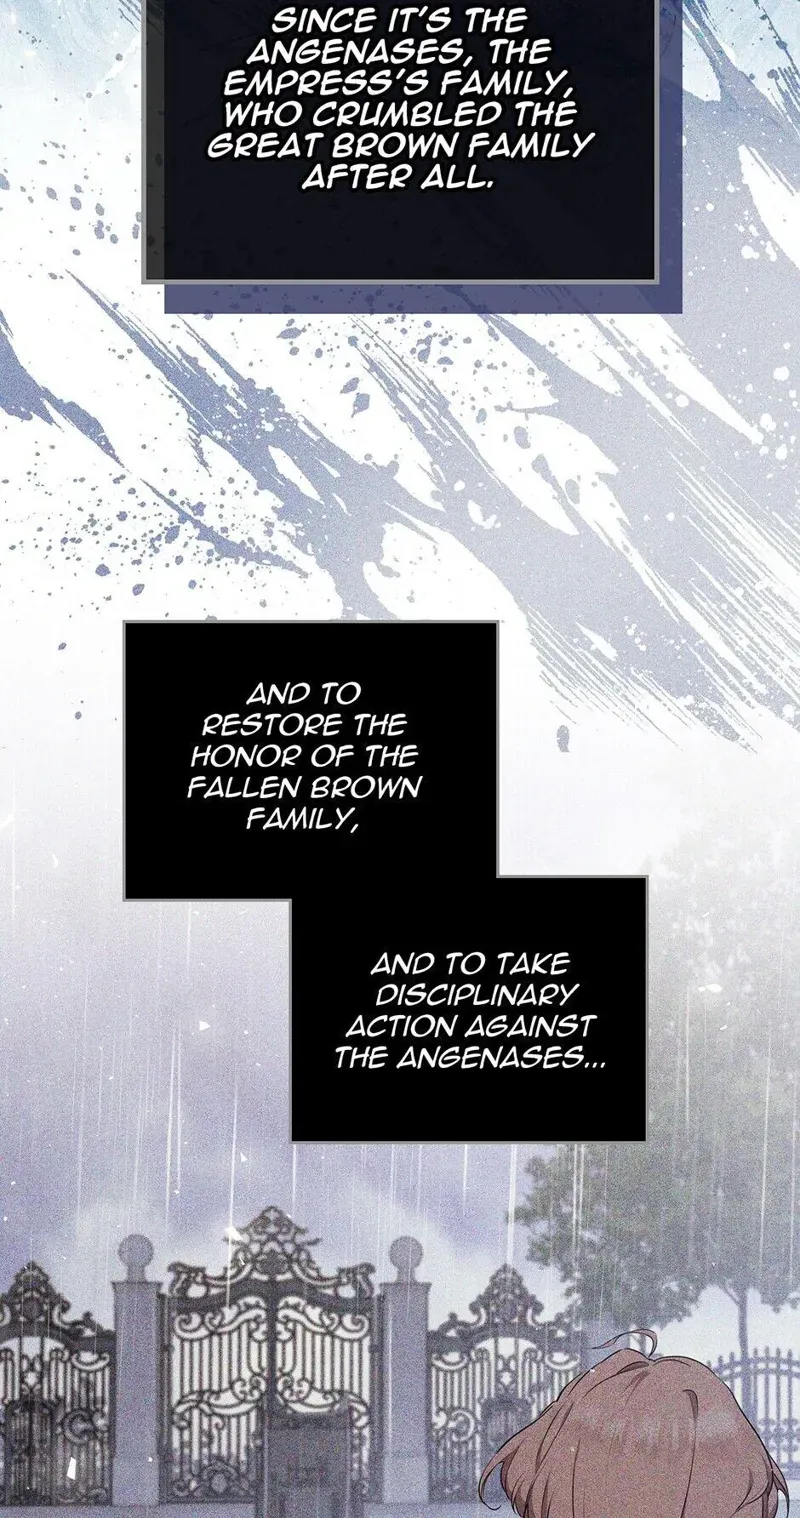 SINCE IT'S THE
ANGENASES, THE
EMPRESS'S FAMILY,
WHO CRUMBLED THE
GREAT BROWN FAMILY
AFTER ALL.
AND TO
RESTORE THE
HONOR OF THE
FALLEN BROWN
FAMILY,
AND TO TAKE
DISCIPLINARY
ACTION AGAINST
THE ANGENASES...